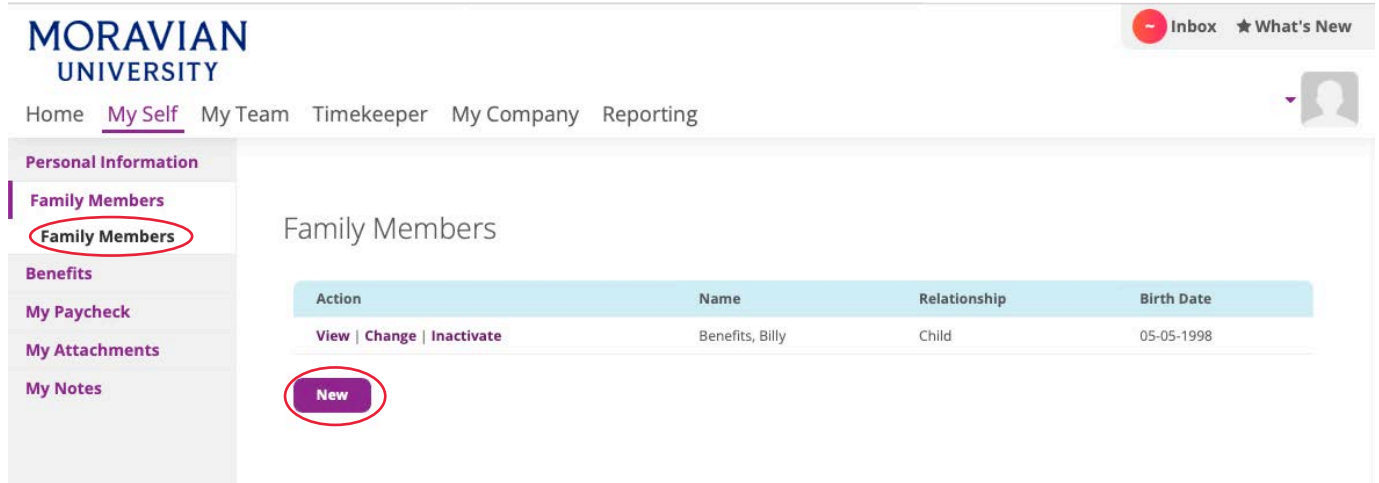 MORAVIAN
UNIVERSITY
~ Inbox ★ What's New
Home My Self My Team Timekeeper My Company Reporting
Personal Information
Family Members
Family Members
Benefits
My Paycheck
My Attachments
My Notes
Family Members
Action Name Relationship Birth Date
View | Change | Inactivate Benefits, Billy Child 05-05-1998
New